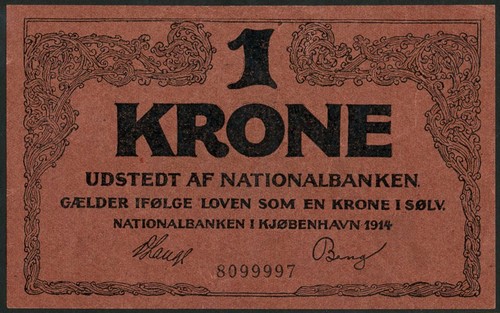 1
KRONE
UDSTEDT AF NATIONALBANKEN.
GÆLDER IFØLGE LOVEN SOM EN KRONE I SØLV.
NATIONALBANKEN I KJØBENHAVN 1914
8099997